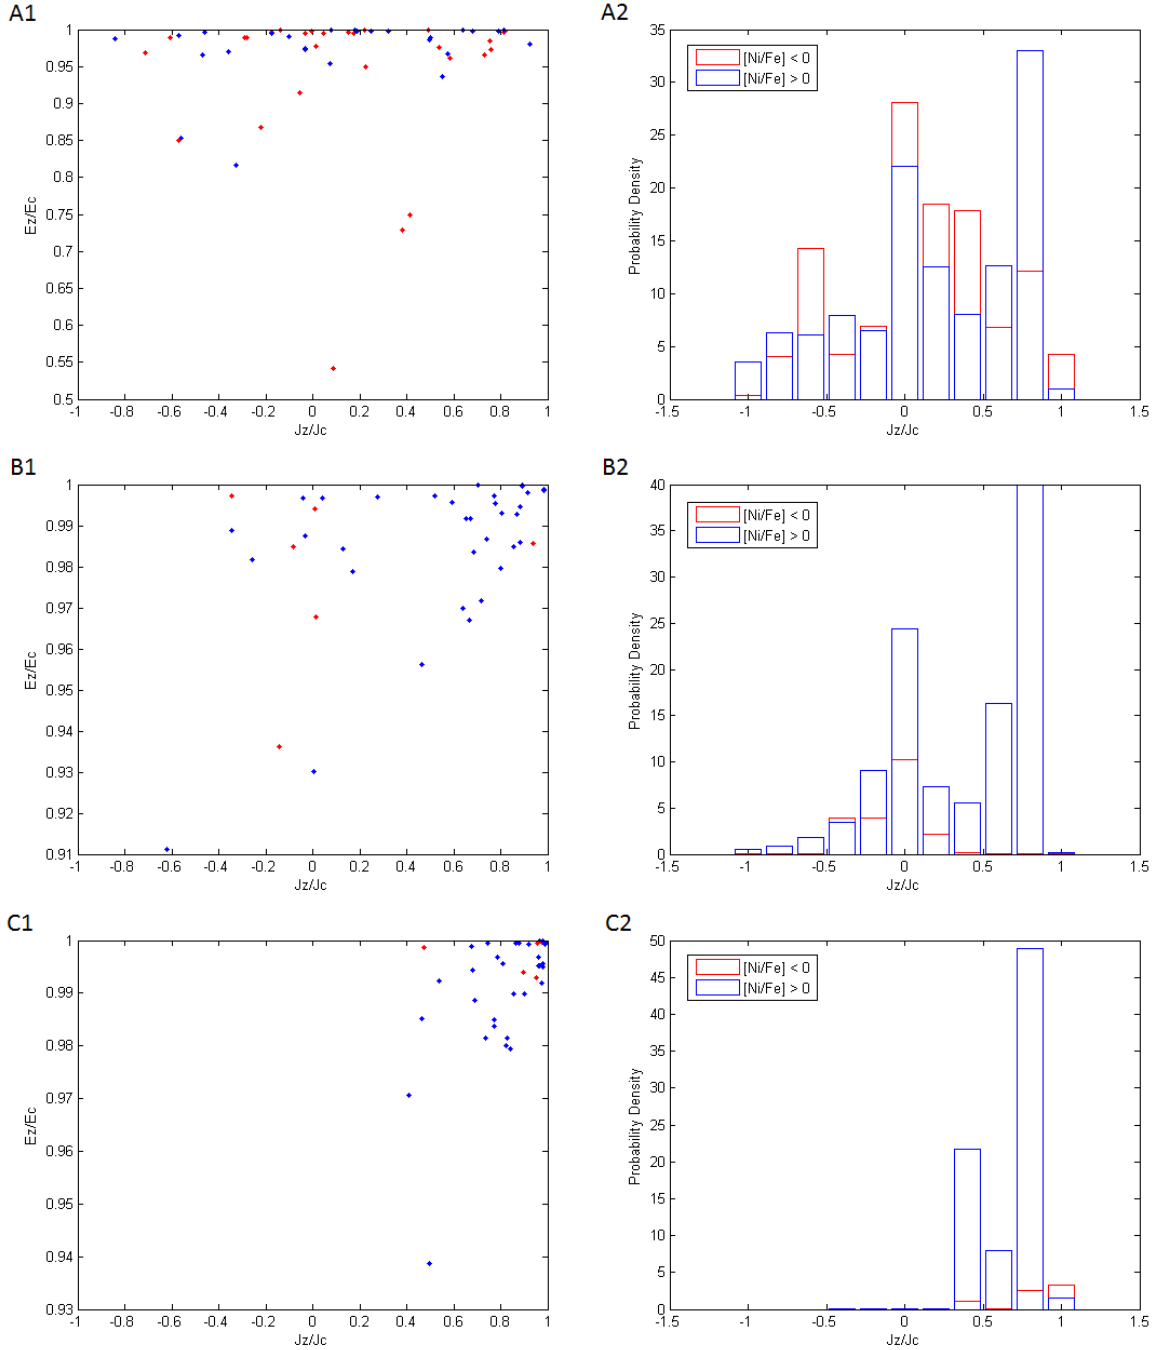 A1
1
0.95
0.9
0.85
0.8
0.75
0.7
0.65
0.6
0.55
0.5
Ez/Ec
-1 -0.8 -0.6 -0.4 -0.2 0 0.2 0.4 0.6 0.8 1
Jz/Jc
A2
35
30
25
20
15
10
5
0
Probability Density
[Ni/Fe] < 0
[Ni/Fe] > 0
-1.5 -1 -0.5 0 0.5 1 1.5
Jz/Jc
B1
1
0.99
0.98
0.97
0.96
0.95
0.94
0.93
0.92
0.91
Ez/Ec
-1 -0.8 -0.6 -0.4 -0.2 0 0.2 0.4 0.6 0.8 1
Jz/Jc
B2
40
35
30
25
20
15
10
5
0
Probability Density
[Ni/Fe] < 0
[Ni/Fe] > 0
-1.5 -1 -0.5 0 0.5 1 1.5
Jz/Jc
C1
1
0.99
0.98
0.97
0.96
0.95
0.94
0.93
Ez/Ec
-1 -0.8 -0.6 -0.4 -0.2 0 0.2 0.4 0.6 0.8 1
Jz/Jc
C2
50
45
40
35
30
25
20
15
10
5
0
Probability Density
[Ni/Fe] < 0
[Ni/Fe] > 0
-1.5 -1 -0.5 0 0.5 1 1.5
Jz/Jc